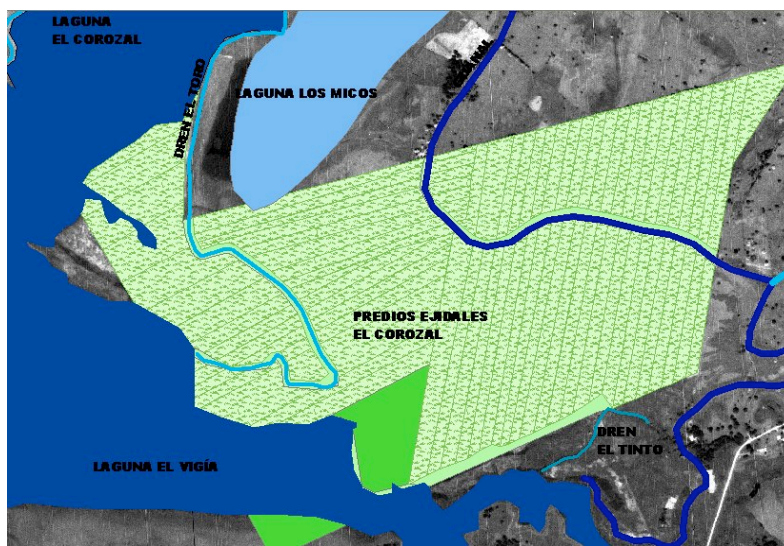 LAGUNA
EL COROZAL
DREN EL TORO
LAGUNA LOS MICOS
PREDIOS EJIDALES
EL COROZAL
DREN
EL TINTO
LAGUNA EL VIGÍA